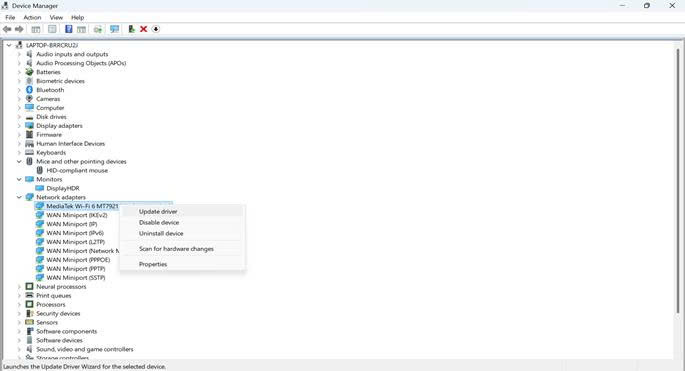 Device Manager
File Action View Help
LAPTOP-BRRCRU2J
Audio inputs and outputs
Audio Processing Objects (APOs)
Batteries
Biometric devices
Bluetooth
Cameras
Computer
Disk drives
Display adapters
Firmware
Human Interface Devices
Keyboards
Mice and other pointing devices
HID-compliant mouse
Monitors
DisplayHDR
Network adapters
MediaTek Wi-Fi 6 MT7921
WAN Miniport (IKEv2)
WAN Miniport (IP)
WAN Miniport (IPv6)
WAN Miniport (L2TP)
WAN Miniport (Network M
WAN Miniport (PPPOE)
WAN Miniport (PPTP)
WAN Miniport (SSTP)
Update driver
Disable device
Uninstall device
Scan for hardware changes
Properties
Neural processors
Print queues
Processors
Security devices
Sensors
Software components
Software devices
Sound, video and game controllers
Storage controllers
Launches the Update Driver Wizard for the selected device.